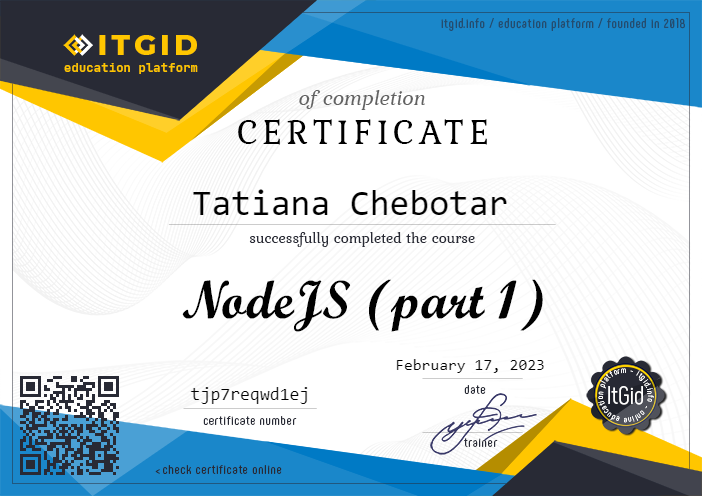 itgid.info / education platform / founded in 2018
ITGID
education platform
of completion
CERTIFICATE
Tatiana Chebotar
successfully completed the course
NodeJS (part 1)
February 17, 2023
date
tjp7reqwd1ej
certificate number
trainer
ItGid
education platform - itgid.info - online
< check certificate online